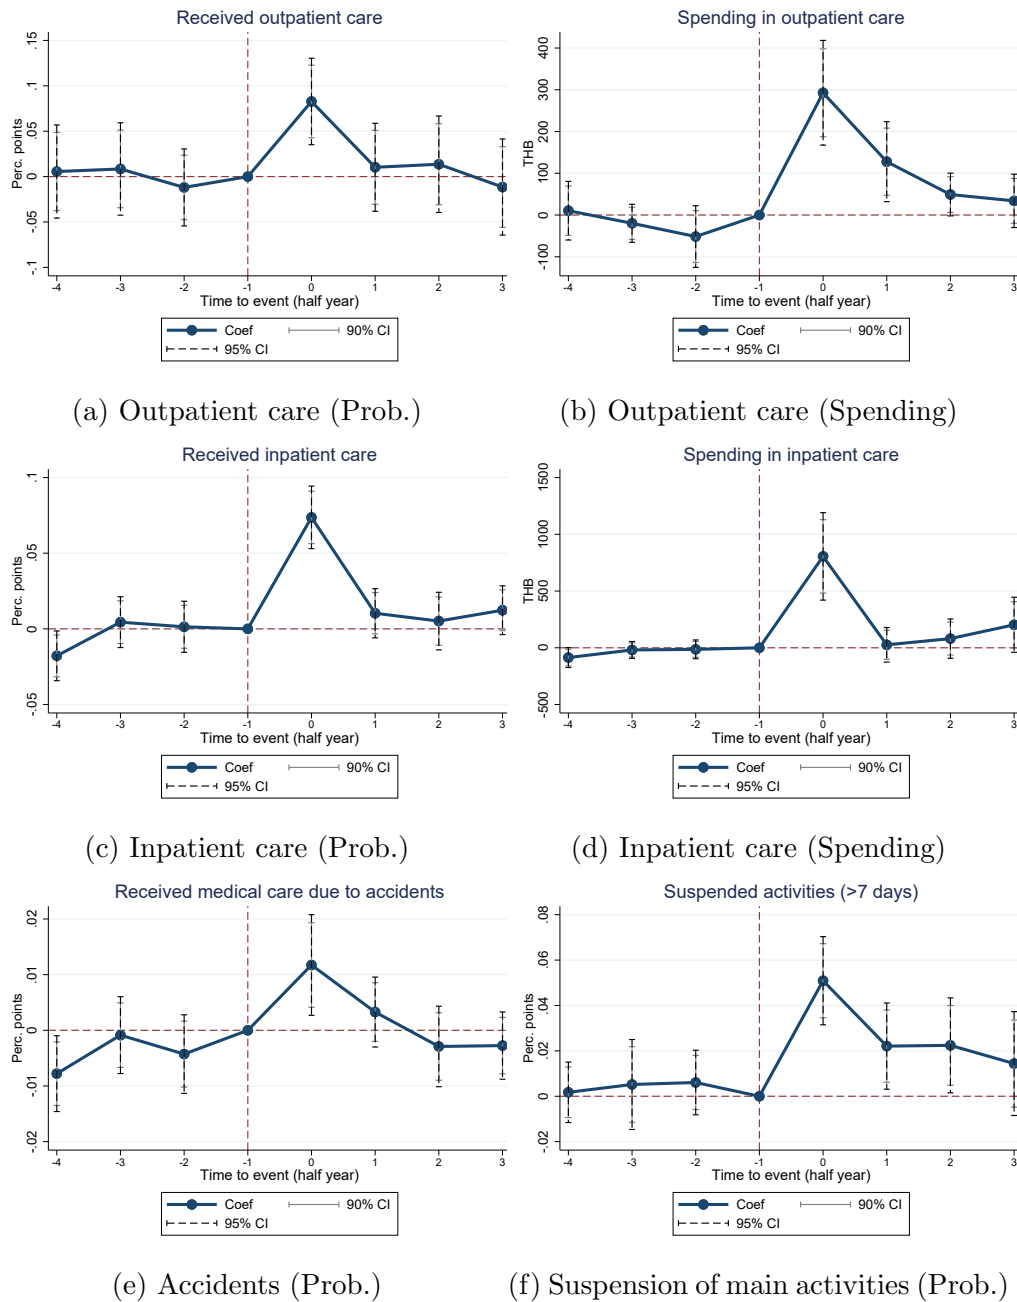 Received outpatient care
Perc. points
.15
.1
.05
0
-.05
-.1
-4 -3 -2 -1 0 1 2 3
Time to event (half year)
Coef 90% CI
95% CI
(a) Outpatient care (Prob.)
Spending in outpatient care
THB
400
300
200
100
0
-100
-4 -3 -2 -1 0 1 2 3
Time to event (half year)
Coef 90% CI
95% CI
(b) Outpatient care (Spending)
Received inpatient care
Perc. points
.1
.05
0
-.05
-4 -3 -2 -1 0 1 2 3
Time to event (half year)
Coef 90% CI
95% CI
(c) Inpatient care (Prob.)
Spending in inpatient care
THB
1500
1000
500
0
-500
-4 -3 -2 -1 0 1 2 3
Time to event (half year)
Coef 90% CI
95% CI
(d) Inpatient care (Spending)
Received medical care due to accidents
Perc. points
.02
.01
0
-.01
-.02
-4 -3 -2 -1 0 1 2 3
Time to event (half year)
Coef 90% CI
95% CI
(e) Accidents (Prob.)
Suspended activities (>7 days)
Perc. points
.08
.06
.04
.02
0
-.02
-4 -3 -2 -1 0 1 2 3
Time to event (half year)
Coef 90% CI
95% CI
(f) Suspension of main activities (Prob.)